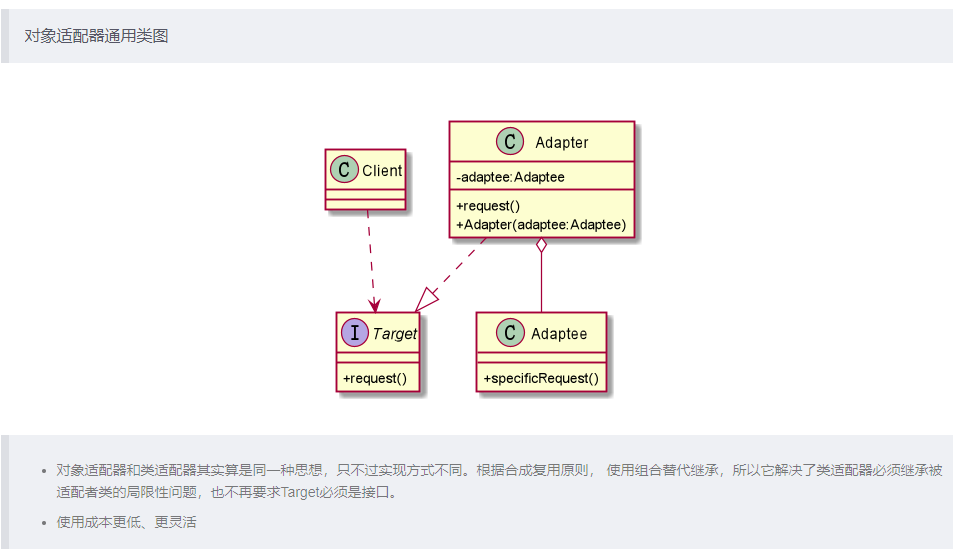 对象适配器通用类图
C Adapter
C Client
-adaptee:Adaptee
+request()
+Adapter(adaptee:Adaptee)
I Target
C Adaptee
+request()
+specificRequest()
对象适配器和类适配器其实算是同一种思想，只不过实现方式不同。根据合成复用原则， 使用组合替代继承，所以它解决了类适配器必须继承被
适配者类的局限性问题，也不再要求Target必须是接口。
使用成本更低、更灵活